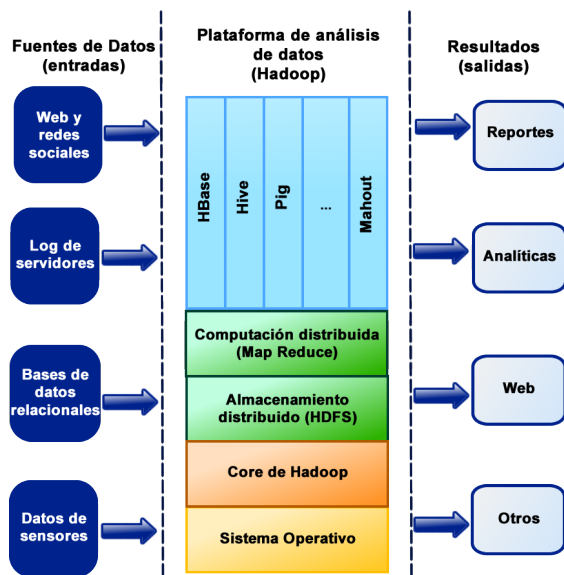 Fuentes de Datos
(entradas)
Plataforma de análisis
de datos
(Hadoop)
Resultados
(salidas)
Web y
redes
sociales
Log de
servidores
Bases de
datos
relacionales
Datos de
sensores
HBase
Hive
Pig
...
Mahout
Computación distribuida
(Map Reduce)
Almacenamiento
distribuido (HDFS)
Core de Hadoop
Sistema Operativo
Reportes
Analíticas
Web
Otros